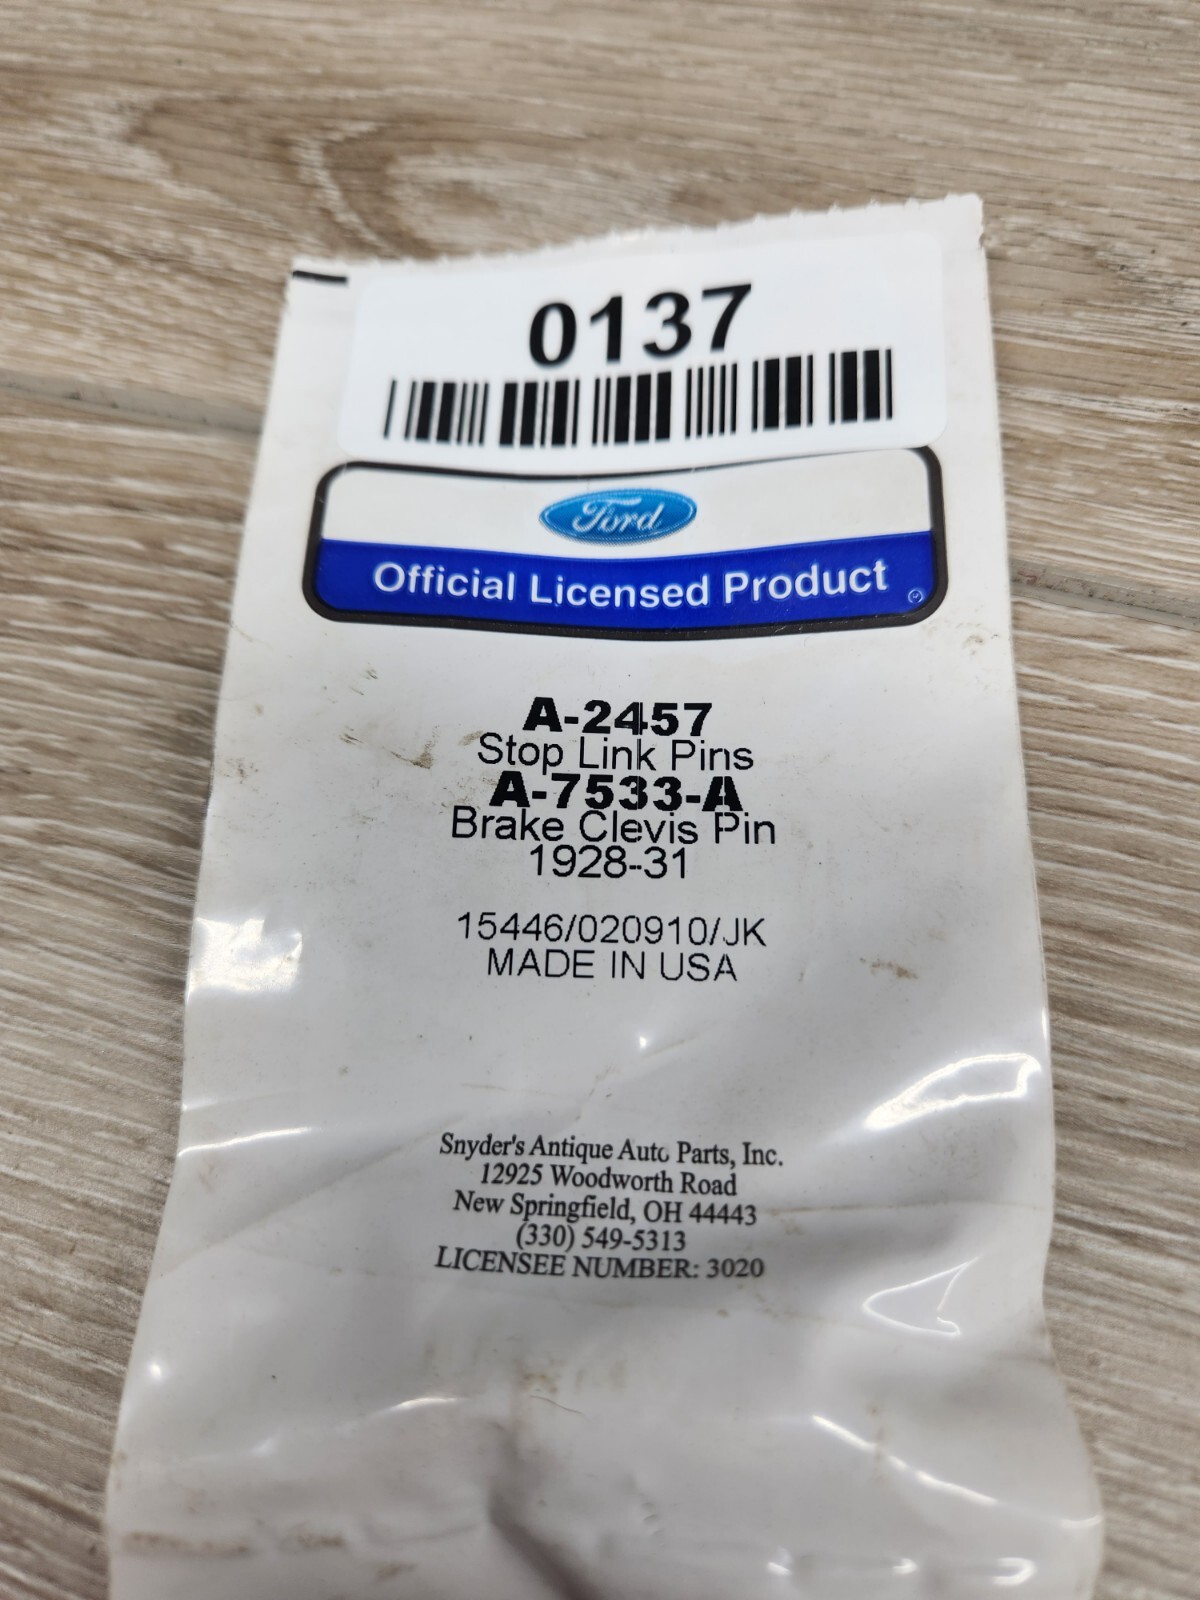 0137
Ford
Official Licensed Product
A-2457
Stop Link Pins
A-7533-A
Brake Clevis Pin
1928-31
15446/020910/JK
MADE IN USA
Snyder's Antique Auto Parts, Inc.
12925 Woodworth Road
New Springfield, OH 44443
(330) 549-5313
LICENSEE NUMBER: 3020